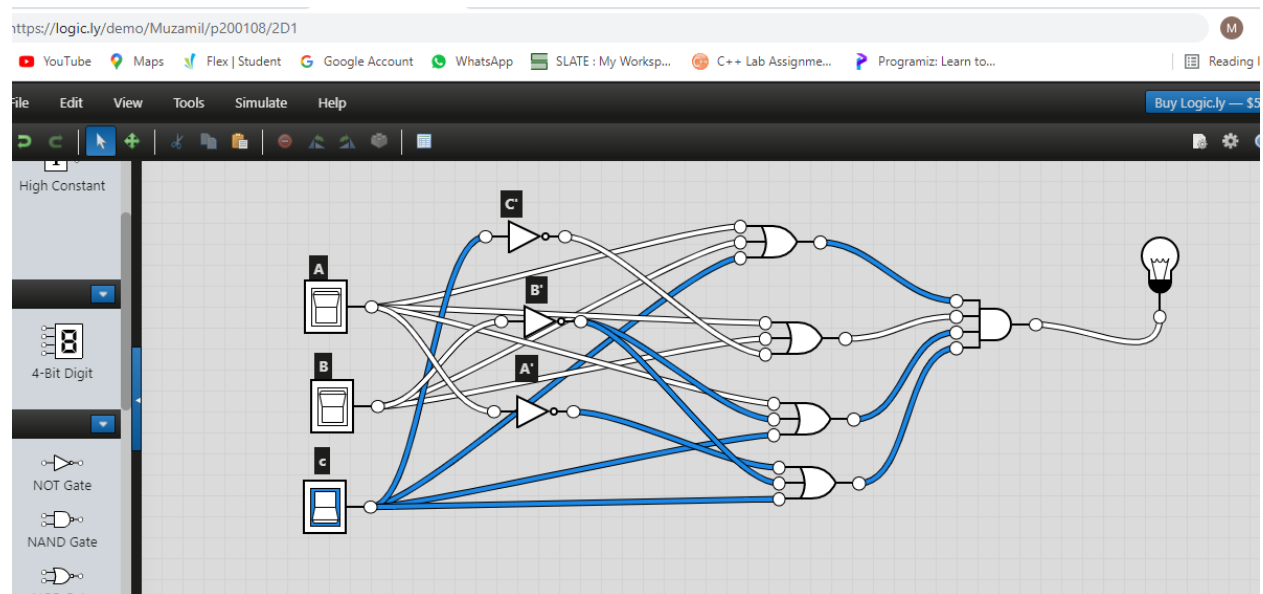 https://logic.ly/demo/Muzamil/p200108/2D1
M
YouTube Maps Flex | Student Google Account WhatsApp SLATE : My Worksp... C++ Lab Assignme... Programiz: Learn to...
Reading
File Edit View Tools Simulate Help
Buy Logic.ly — $5
High Constant
4-Bit Digit
NOT Gate
NAND Gate
C'
A
B'
B
A'
c